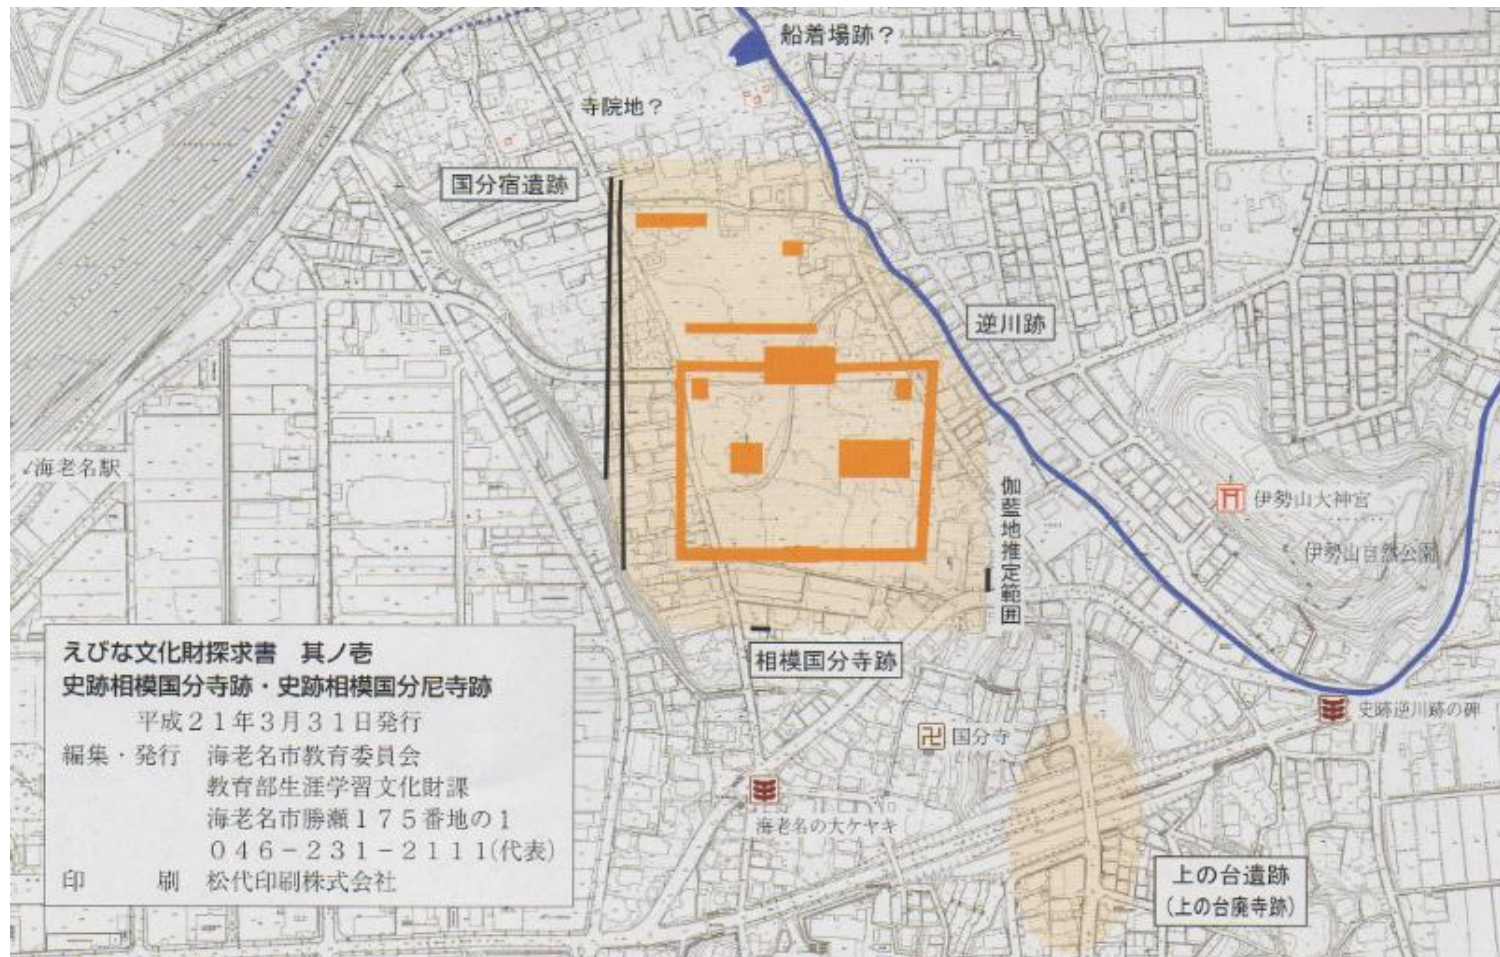 船着場跡？
寺院地？
国分宿遺跡
逆川跡
海老名駅
伽藍地推定範囲
伊勢山大神宮
伊勢山自然公園
えびな文化財探求書　其ノ壱
史跡相模国分寺跡・史跡相模国分尼寺跡
平成２１年３月３１日発行
編集・発行　海老名市教育委員会
教育部生涯学習文化財課
海老名市勝瀬１７５番地の１
０４６－２３１－２１１１(代表)
印　　　刷　松代印刷株式会社
相模国分寺跡
卍 国分寺
史跡逆川跡の碑
海老名の大ケヤキ
上の台遺跡
(上の台廃寺跡)